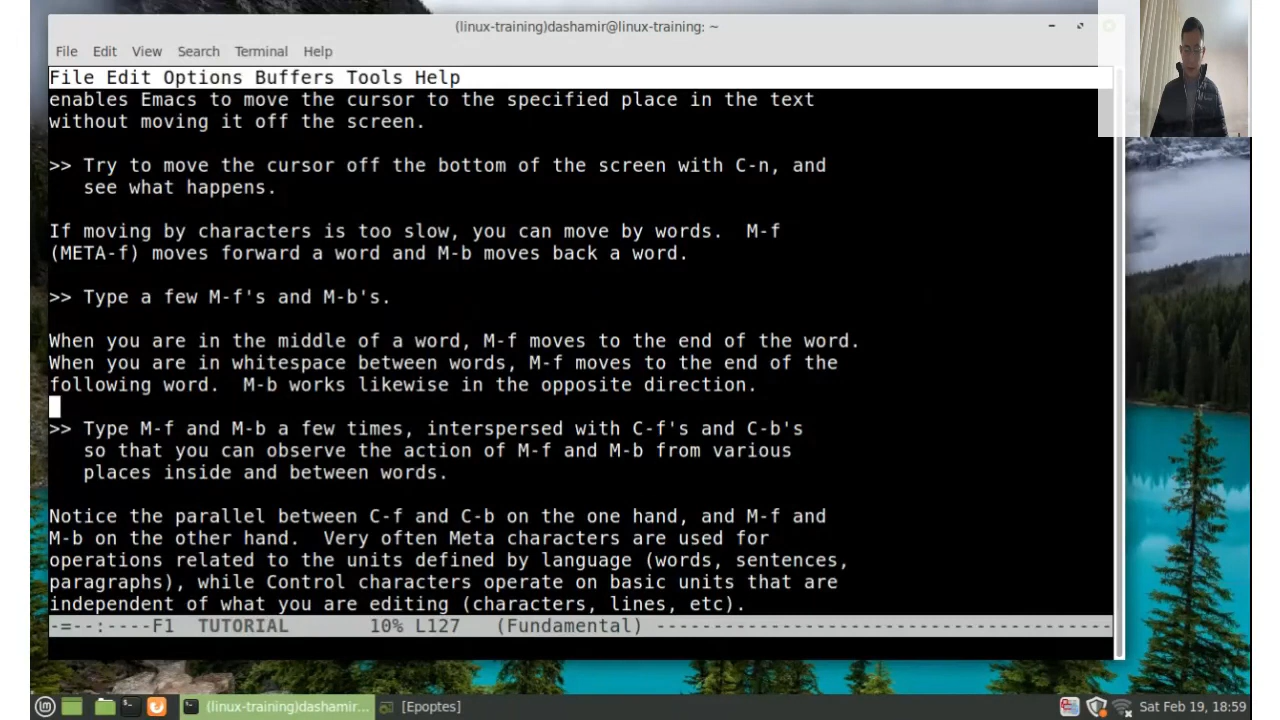 (linux-training)dashamir@linux-training: ~
File Edit View Search Terminal Help
File Edit Options Buffers Tools Help
enables Emacs to move the cursor to the specified place in the text
without moving it off the screen.
>> Try to move the cursor off the bottom of the screen with C-n, and
see what happens.
If moving by characters is too slow, you can move by words.  M-f
(META-f) moves forward a word and M-b moves back a word.
>> Type a few M-f's and M-b's.
When you are in the middle of a word, M-f moves to the end of the word.
When you are in whitespace between words, M-f moves to the end of the
following word.  M-b works likewise in the opposite direction.
>> Type M-f and M-b a few times, interspersed with C-f's and C-b's
so that you can observe the action of M-f and M-b from various
places inside and between words.
Notice the parallel between C-f and C-b on the one hand, and M-f and
M-b on the other hand.  Very often Meta characters are used for
operations related to the units defined by language (words, sentences,
paragraphs), while Control characters operate on basic units that are
independent of what you are editing (characters, lines, etc).
-=--:----F1  TUTORIAL       10% L127   (Fundamental) ----------------------------------------
(linux-training)dashamir... [Epoptes] Sat Feb 19, 18:59